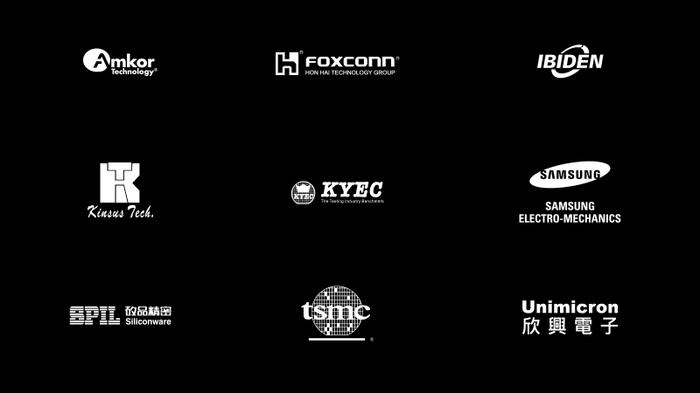 Amkor
Technology®
FOXCONN®
HON HAI TECHNOLOGY GROUP
IBIDEN
Kinsus Tech.
KYEC
KYEC
The Testing Industry Benchmark
SAMSUNG
SAMSUNG
ELECTRO-MECHANICS
SPIL 矽品精密
Siliconware
tsmc
®
Unimicron
欣興電子